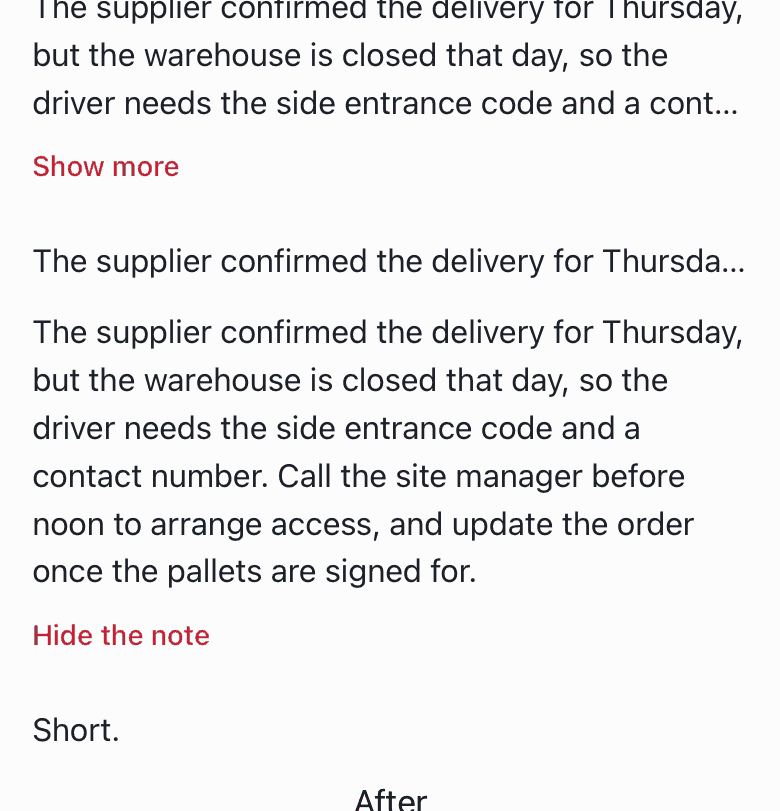 The supplier confirmed the delivery for Thursday,
but the warehouse is closed that day, so the
driver needs the side entrance code and a cont...
Show more
The supplier confirmed the delivery for Thursda...
The supplier confirmed the delivery for Thursday,
but the warehouse is closed that day, so the
driver needs the side entrance code and a
contact number. Call the site manager before
noon to arrange access, and update the order
once the pallets are signed for.
Hide the note
Short.
After